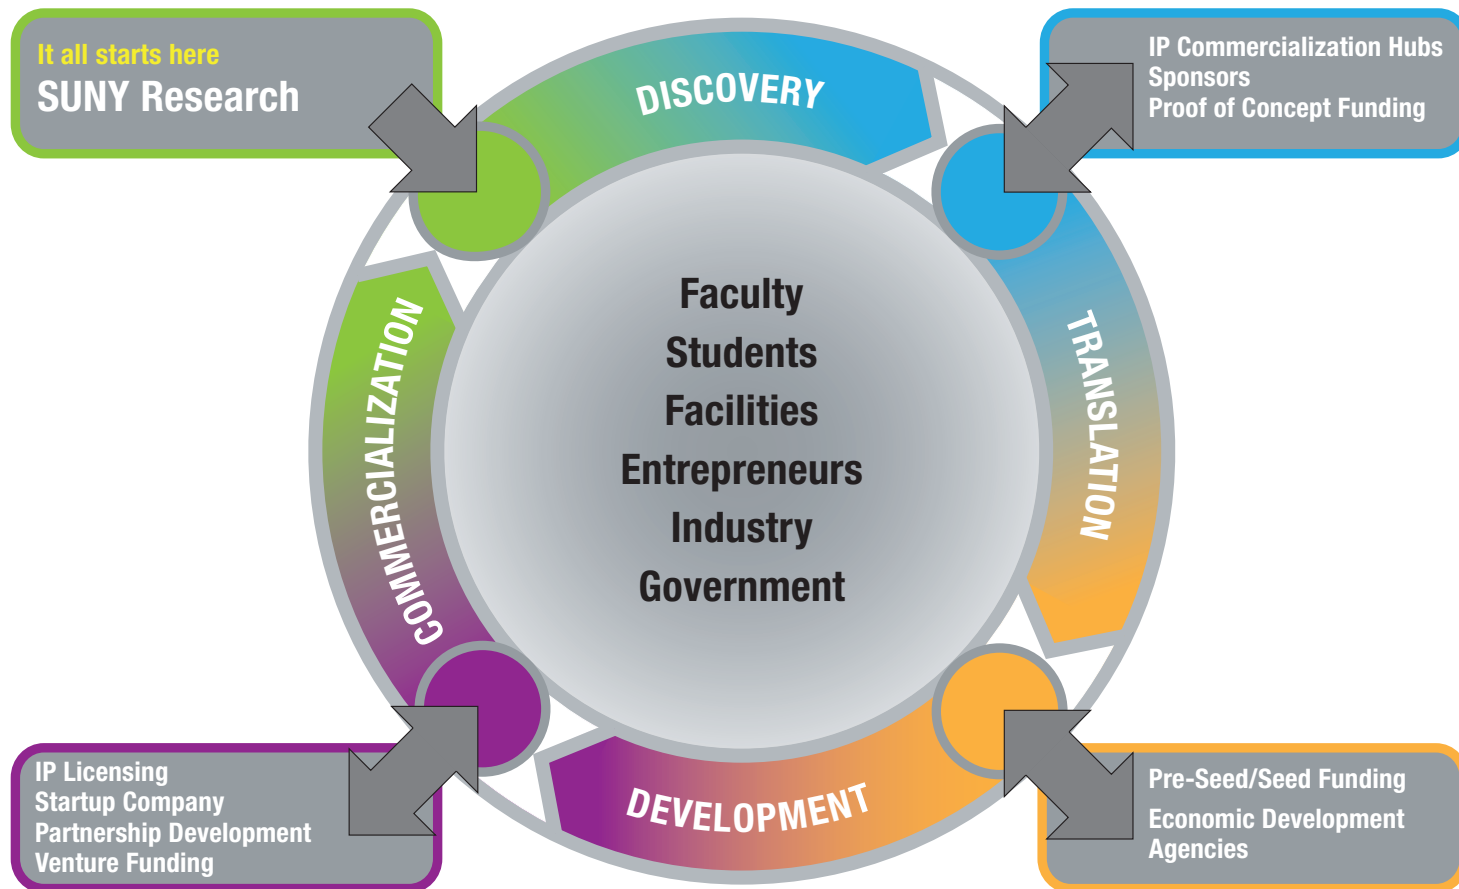 It all starts here
SUNY Research
DISCOVERY
IP Commercialization Hubs
Sponsors
Proof of Concept Funding
TRANSLATION
Faculty
Students
Facilities
Entrepreneurs
Industry
Government
COMMERCIALIZATION
DEVELOPMENT
Pre-Seed/Seed Funding
Economic Development
Agencies
IP Licensing
Startup Company
Partnership Development
Venture Funding